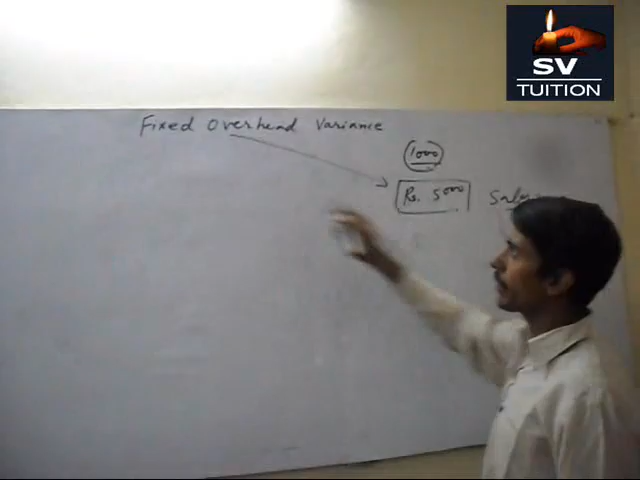 SV
TUITION
Fixed Overhead Variance
1000
Rs. 5000